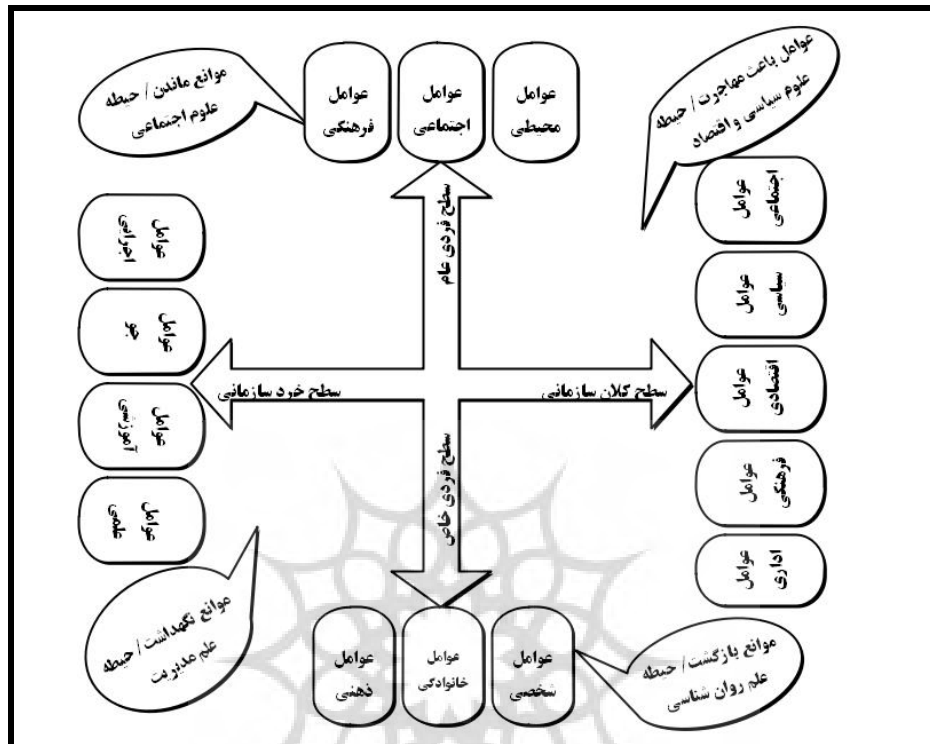 عوامل باعث مهاجرت / حیطه
علوم سیاسی و اقتصاد
عوامل
محیطی
عوامل
اجتماعی
عوامل
فرهنگی
موانع ماندن / حیطه
علوم اجتماعی
سطح فردی عام
عوامل
اجتماعی
عوامل
سیاسی
عوامل
اقتصادی
عوامل
فرهنگی
عوامل
اداری
سطح کلان سازمانی
سطح خرد سازمانی
عوامل
اجرایی
عوامل
جو
عوامل
آموزشی
عوامل
علمی
سطح فردی خاص
موانع بازگشت / حیطه
علم روان شناسی
عوامل
شخصی
عوامل
خانوادگی
عوامل
ذهنی
موانع نگهداشت / حیطه
علم مدیریت